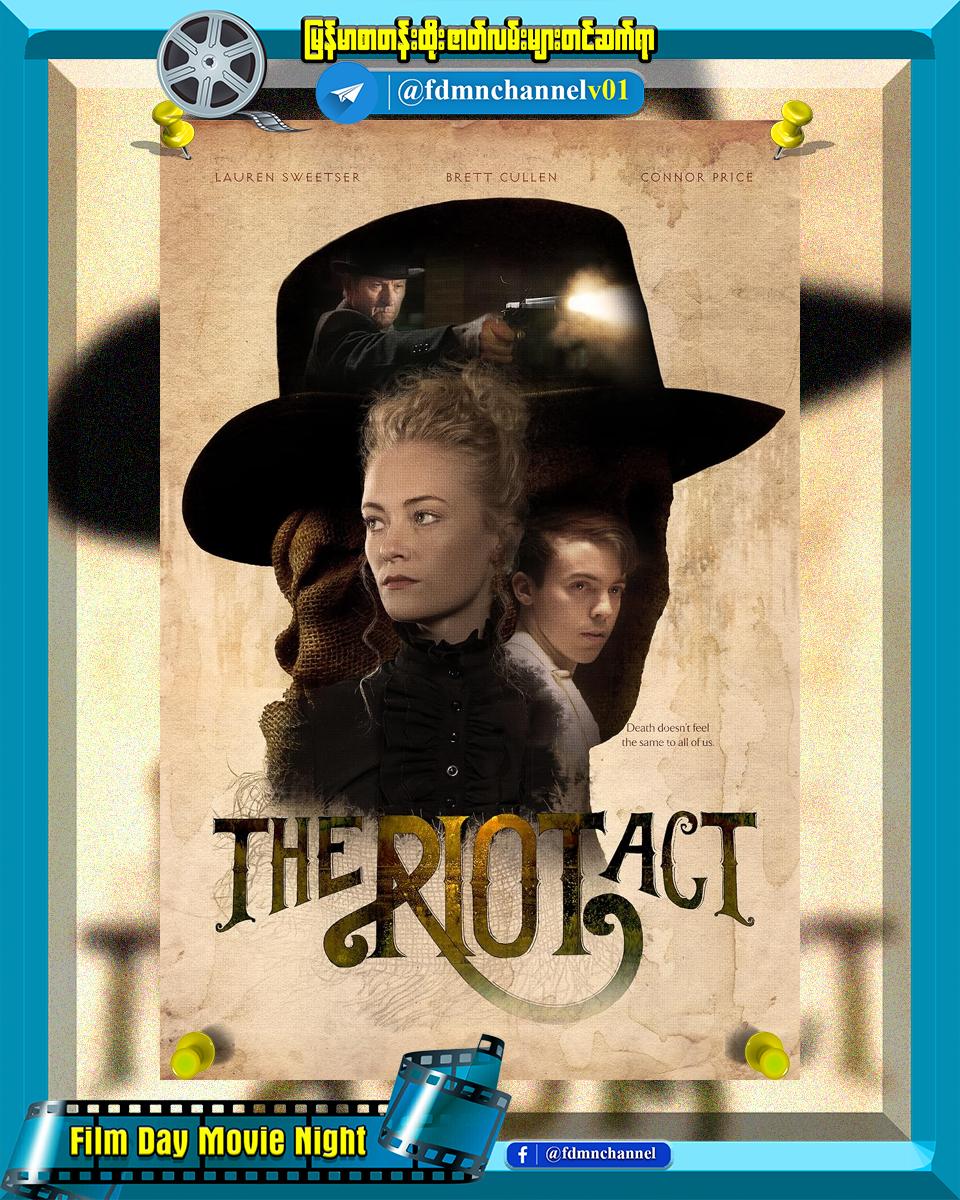 မြန်မာစာတန်းထိုးဇာတ်လမ်းများတင်ဆက်ရာ
@fdmnchannelv01
LAUREN SWEETSER BRETT CULLEN CONNOR PRICE
Death doesn't feel
the same to all of us.
THE RIOT ACT
Film Day Movie Night
f @fdmnchannel